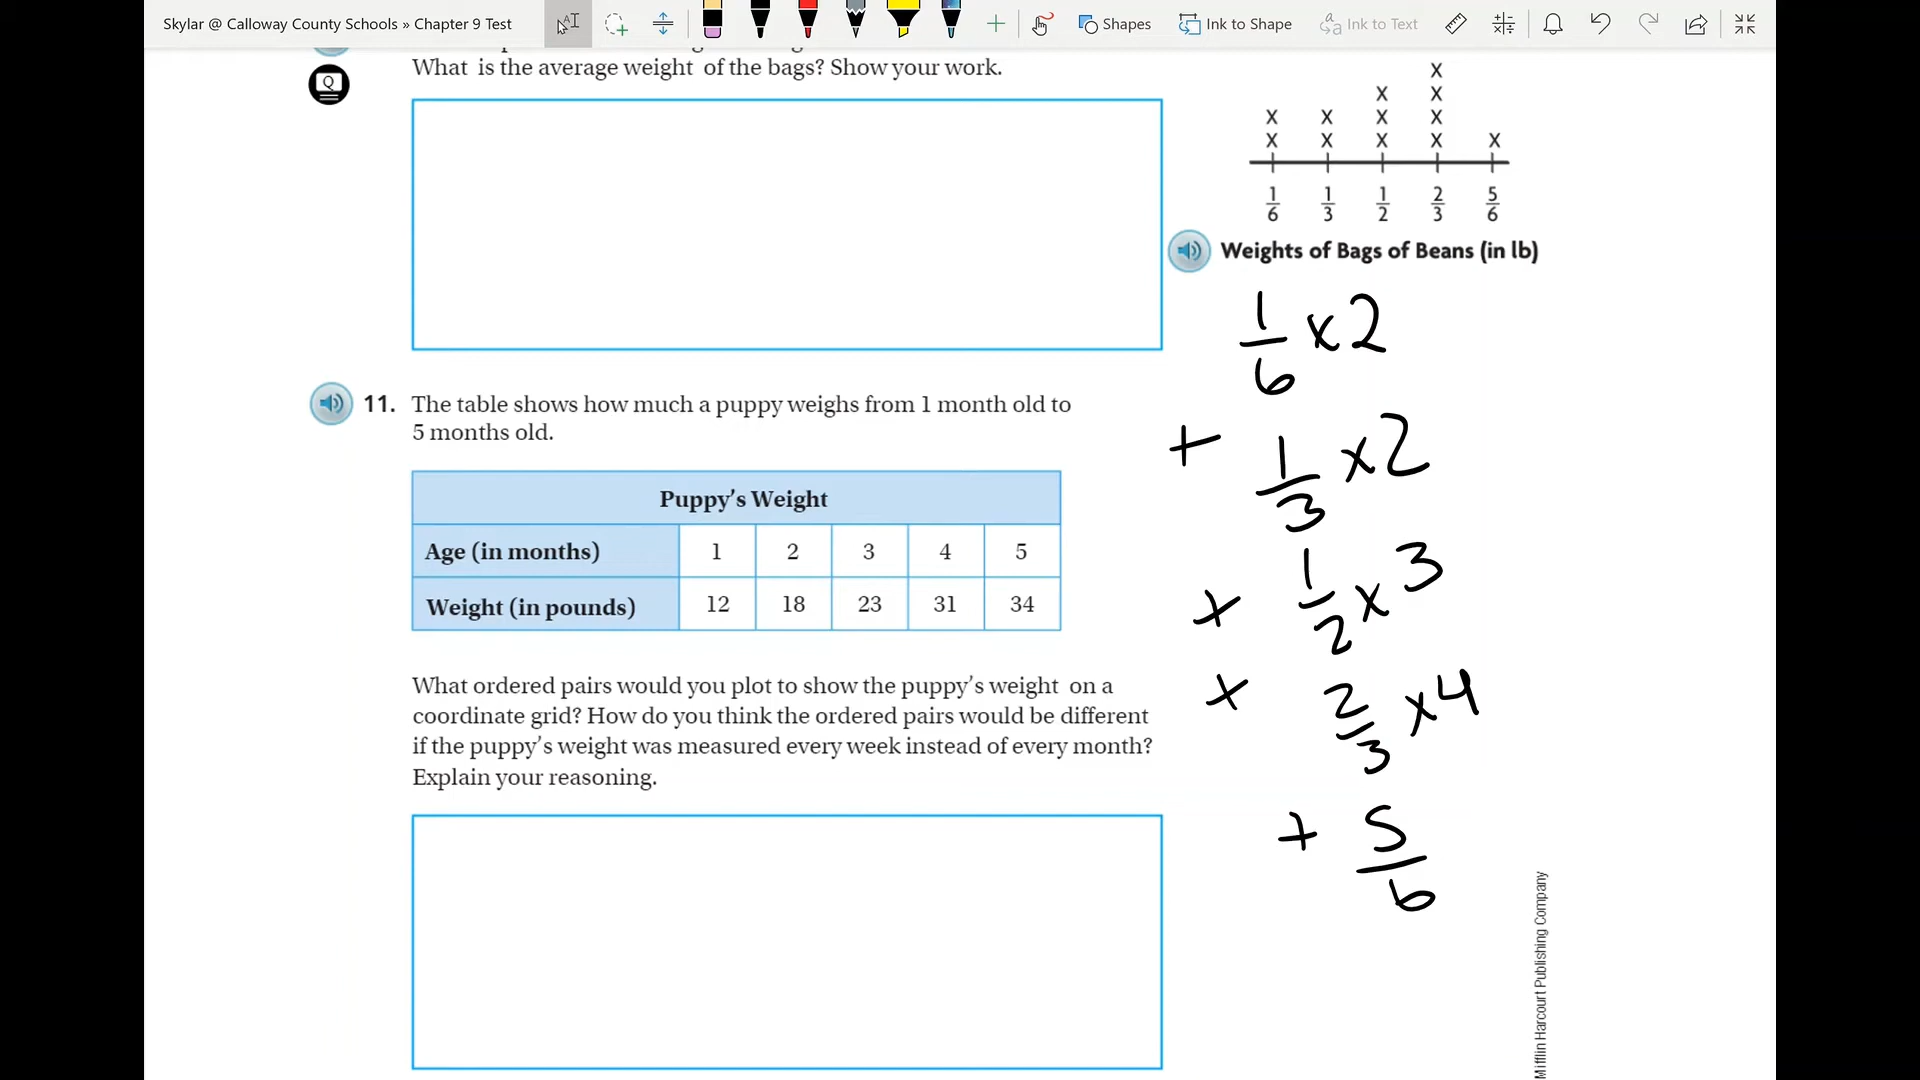 Skylar @ Calloway County Schools » Chapter 9 Test
Shapes
Ink to Shape
Ink to Text
Q
What is the average weight of the bags? Show your work.
X
X X
X X X X
X X X X X
1/6 1/3 1/2 2/3 5/6
Weights of Bags of Beans (in lb)
1/6 x 2
+ 1/3 x 2
+ 1/2 x 3
+ 2/3 x 4
+ 5/6
11. The table shows how much a puppy weighs from 1 month old to
5 months old.
Puppy's Weight
Age (in months) 1 2 3 4 5
Weight (in pounds) 12 18 23 31 34
What ordered pairs would you plot to show the puppy's weight on a
coordinate grid? How do you think the ordered pairs would be different
if the puppy's weight was measured every week instead of every month?
Explain your reasoning.
Mifflin Harcourt Publishing Company